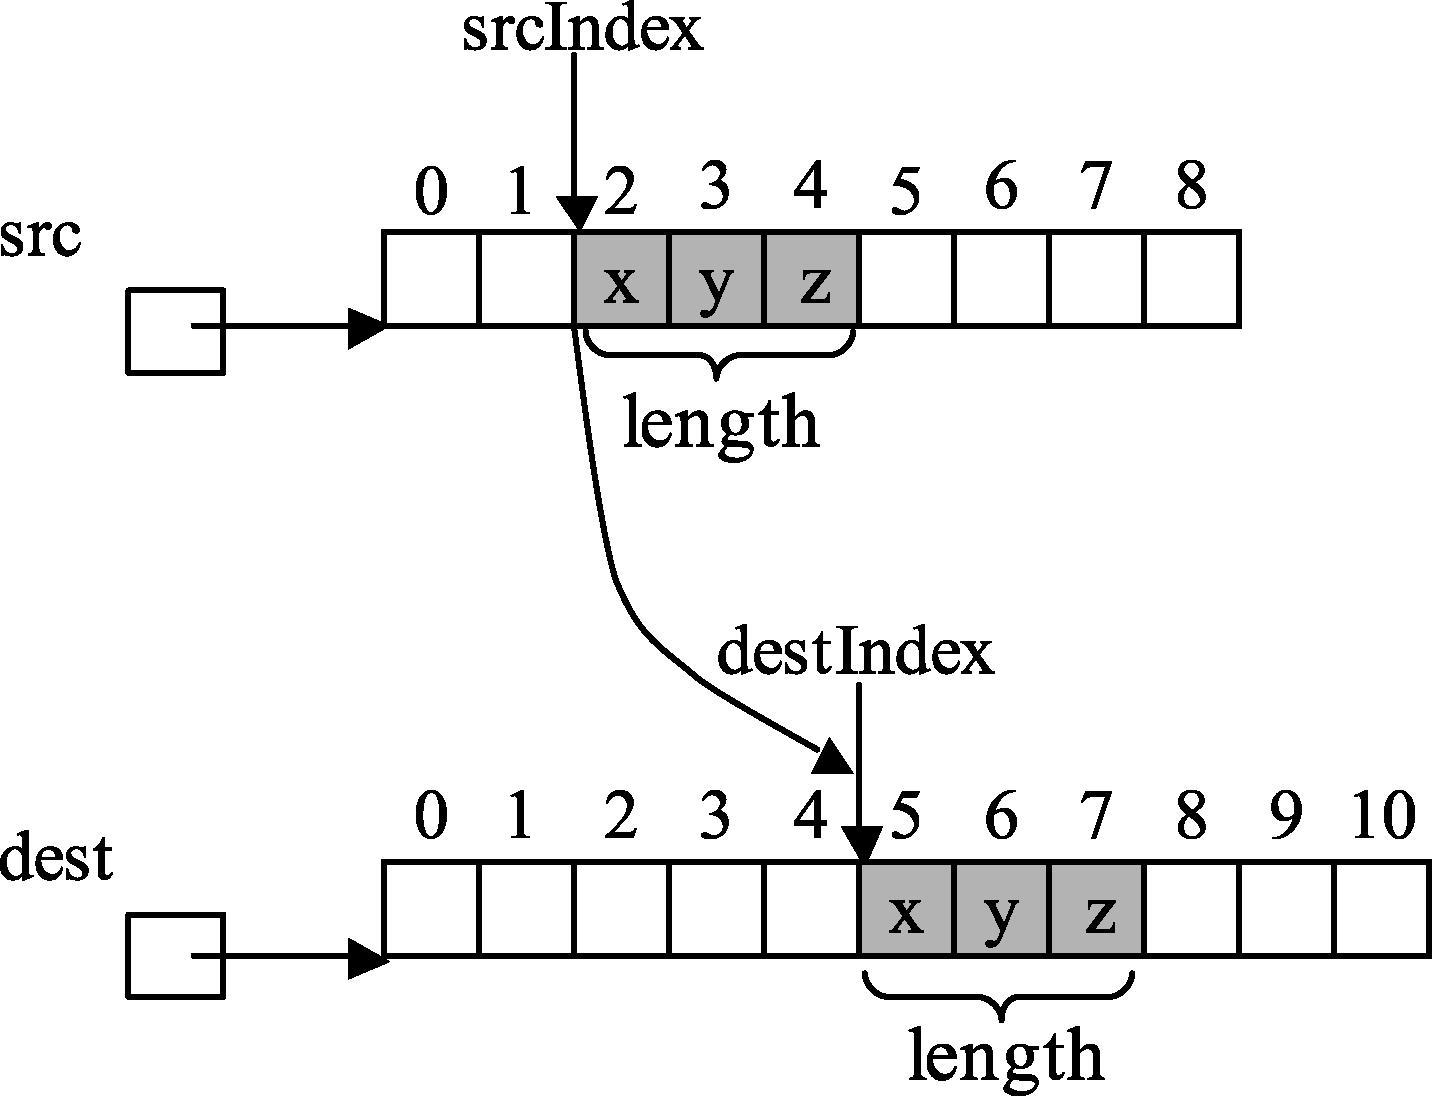 srcIndex
0 1 2 3 4 5 6 7 8
src
x y z
length
destIndex
0 1 2 3 4 5 6 7 8 9 10
dest
x y z
length